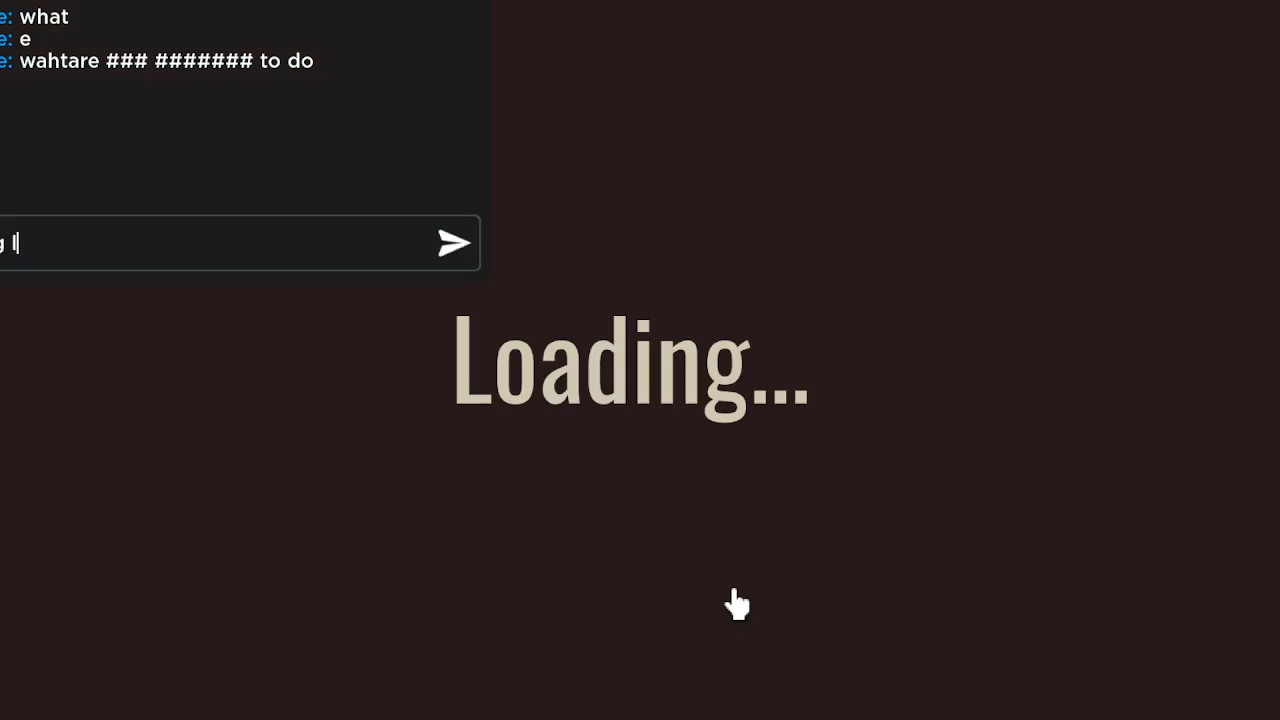 e: what
e: e
e: wahtare ### ####### to do
g l
Loading...